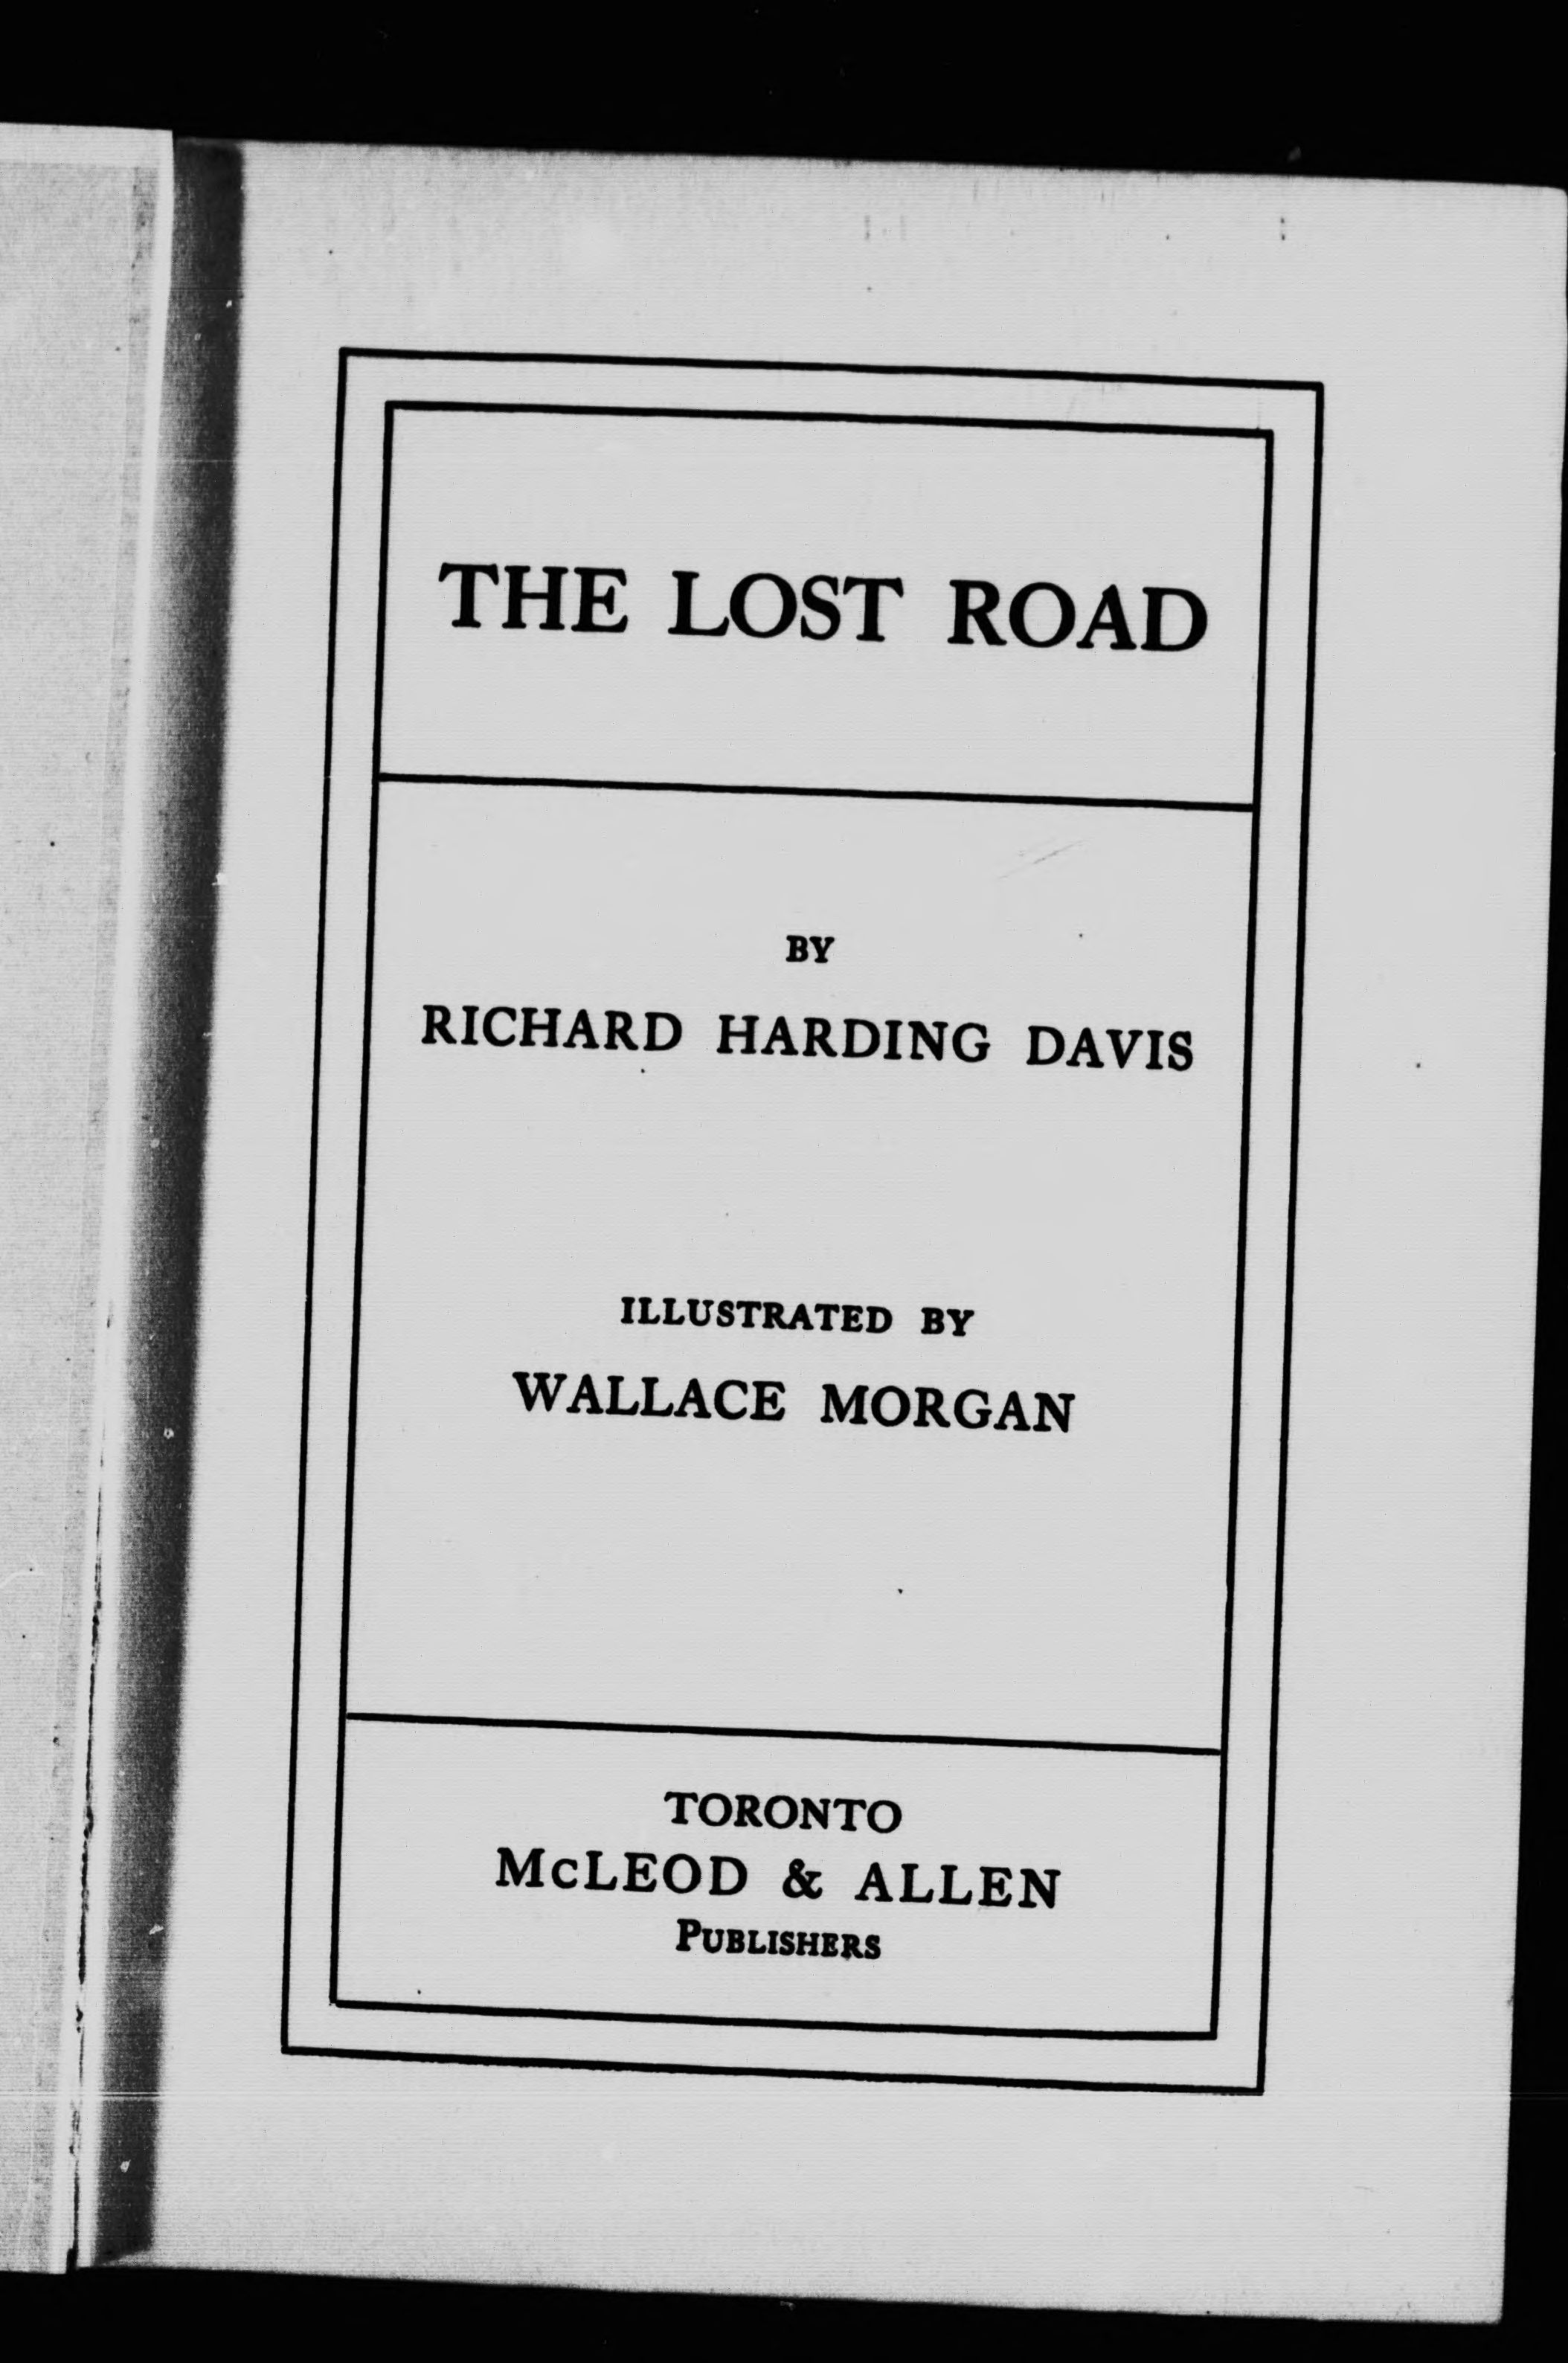 THE LOST ROAD
BY
RICHARD HARDING DAVIS
ILLUSTRATED BY
WALLACE MORGAN
TORONTO
McLEOD & ALLEN
PUBLISHERS